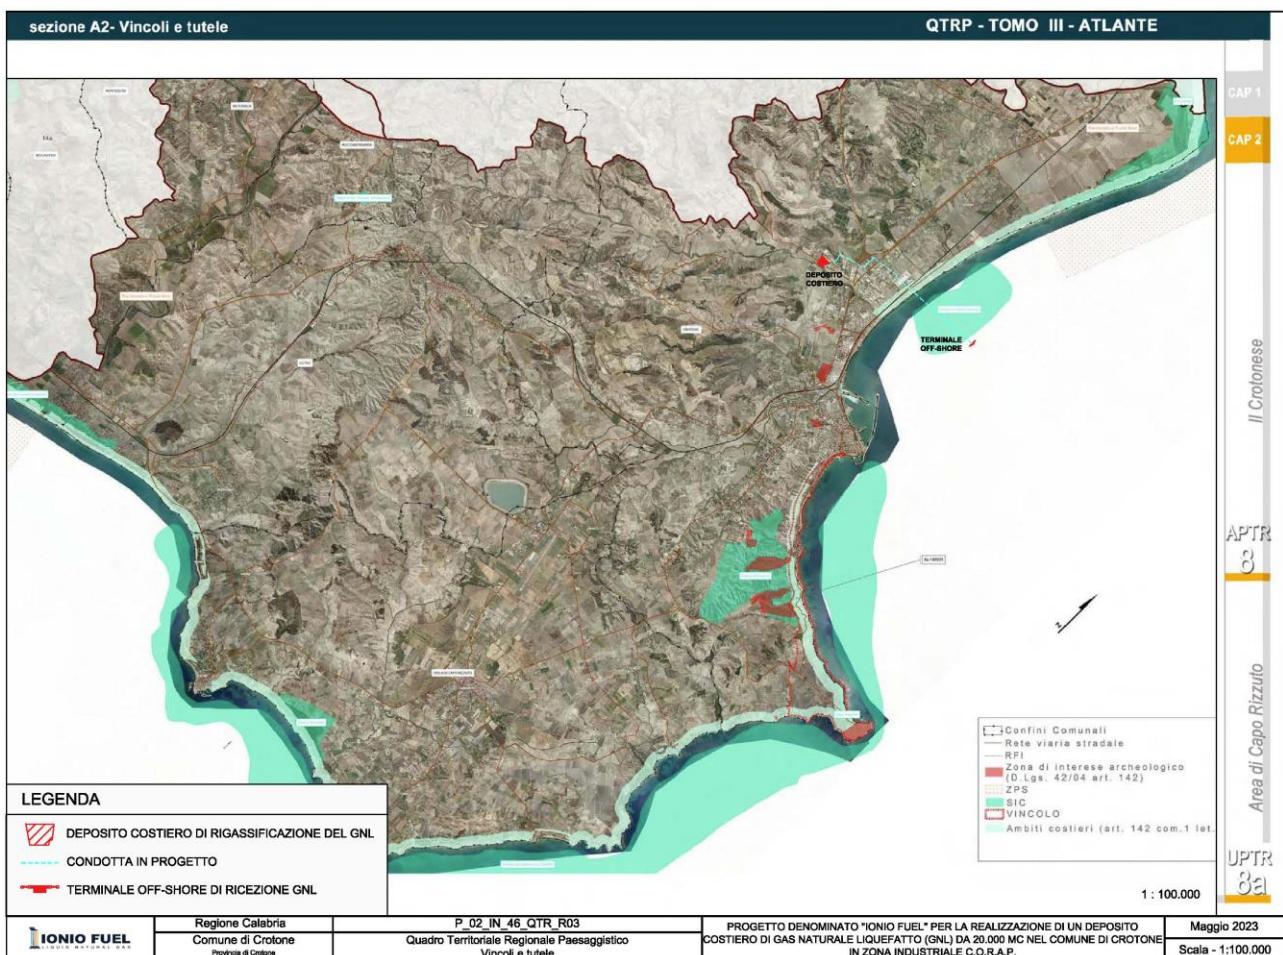 sezione A2- Vincoli e tutele
QTRP - TOMO III - ATLANTE
CAP 1
CAP 2
Il Crotonese
APTR
8
Area di Capo Rizzuto
UPTR
8a
DEPOSITO
COSTIERO
TERMINALE
OFF-SHORE
N
Confini Comunali
Rete viaria stradale
RFI
Zona di interese archeologico
(D.Lgs. 42/04 art. 142)
ZPS
SIC
VINCOLO
Ambiti costieri (art. 142 com.1 let.
1 : 100.000
LEGENDA
DEPOSITO COSTIERO DI RIGASSIFICAZIONE DEL GNL
CONDOTTA IN PROGETTO
TERMINALE OFF-SHORE DI RICEZIONE GNL
IONIO FUEL
LIQUID NATURAL GAS
Regione Calabria
Comune di Crotone
Provincia di Crotone
P_02_IN_46_QTR_R03
Quadro Territoriale Regionale Paesaggistico
Vincoli e tutele
PROGETTO DENOMINATO "IONIO FUEL" PER LA REALIZZAZIONE DI UN DEPOSITO
COSTIERO DI GAS NATURALE LIQUEFATTO (GNL) DA 20.000 MC NEL COMUNE DI CROTONE
IN ZONA INDUSTRIALE C.O.R.A.P.
Maggio 2023
Scala - 1:100.000